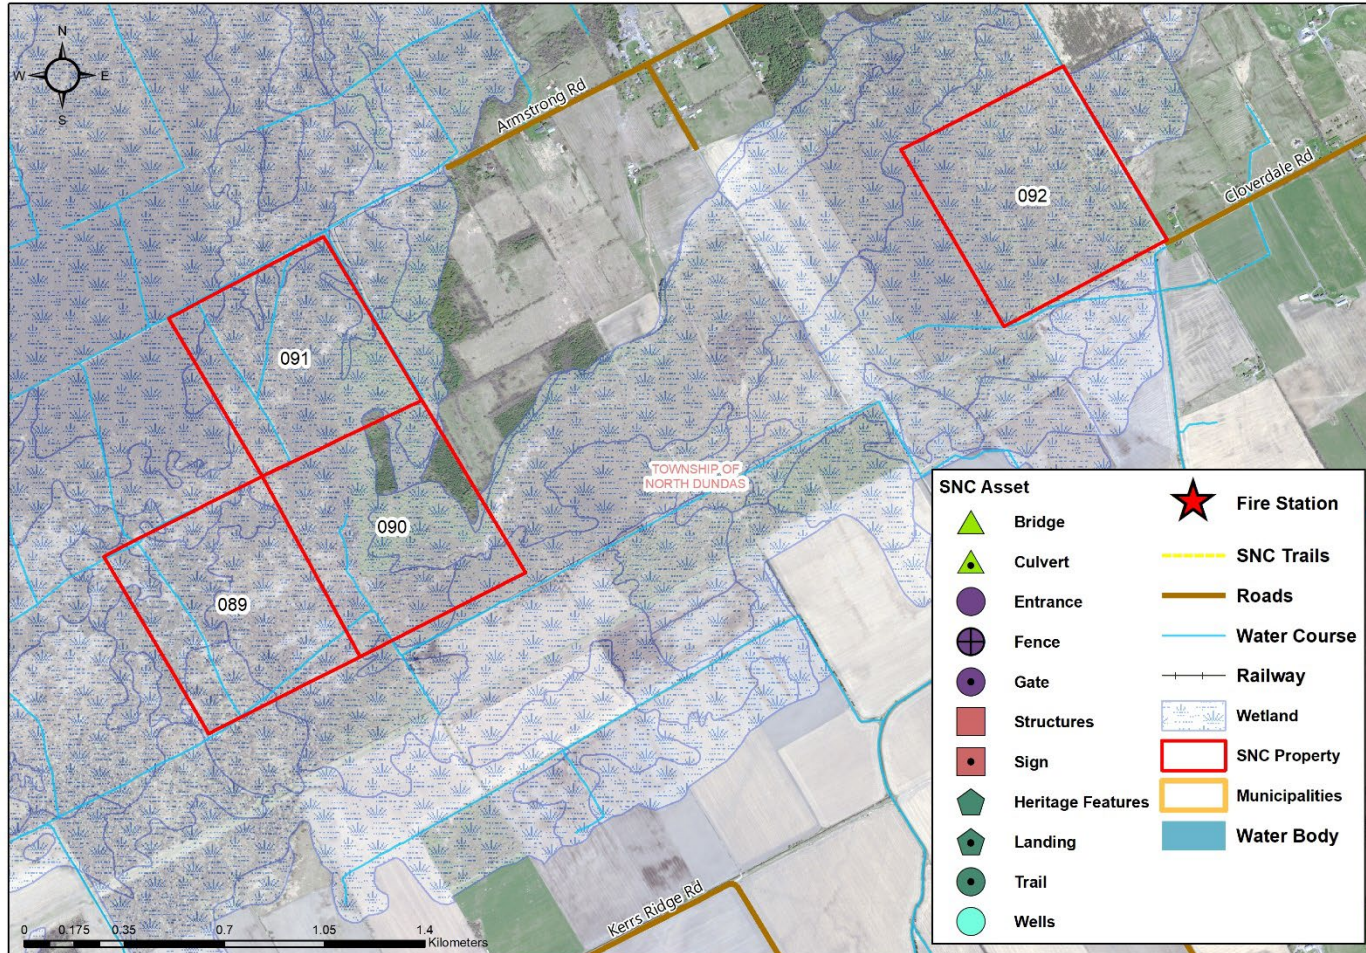 N
W
E
S
Armstrong Rd
Cloverdale Rd
092
091
TOWNSHIP OF
NORTH DUNDAS
090
089
Kerrs Ridge Rd
0 0.175 0.35 0.7 1.05 1.4
Kilometers
SNC Asset
Bridge
Culvert
Entrance
Fence
Gate
Structures
Sign
Heritage Features
Landing
Trail
Wells
Fire Station
SNC Trails
Roads
Water Course
Railway
Wetland
SNC Property
Municipalities
Water Body